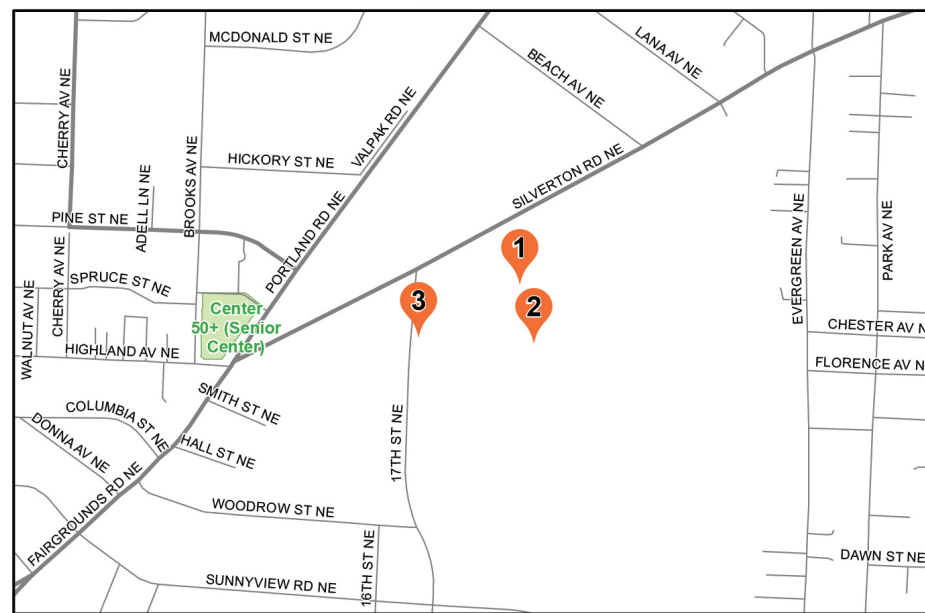 MCDONALD ST NE
LANA AV NE
BEACH AV NE
CHERRY AV NE
VALPAK RD NE
BROOKS AV NE
HICKORY ST NE
SILVERTON RD NE
ADELL LN NE
PINE ST NE
PORTLAND RD NE
EVERGREEN AV NE
PARK AV NE
1
SPRUCE ST NE
CHERRY AV NE
WALNUT AV NE
Center
50+ (Senior
Center)
3
2
CHESTER AV N
HIGHLAND AV NE
FLORENCE AV N
SMITH ST NE
COLUMBIA ST NE
DONNA AV NE
HALL ST NE
17TH ST NE
FAIRGROUNDS RD NE
WOODROW ST NE
16TH ST NE
DAWN ST NE
SUNNYVIEW RD NE